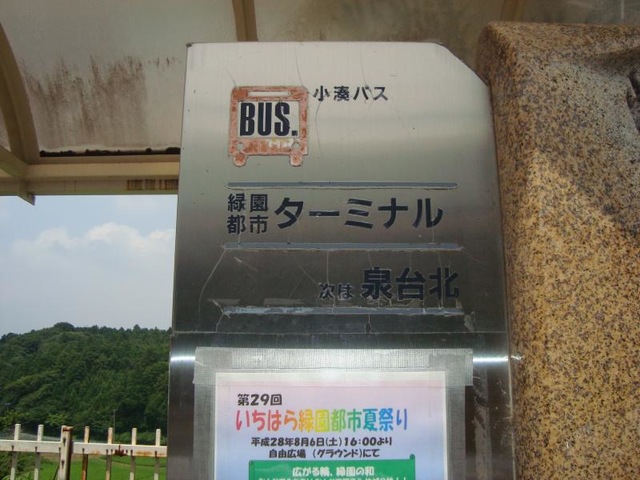 BUS.
小湊バス
緑園都市ターミナル
次は 泉台北
第29回
いちはら緑園都市夏祭り
平成28年8月6日(土)16:00より
自由広場(グラウンド)にて
広がる輪、緑園の和